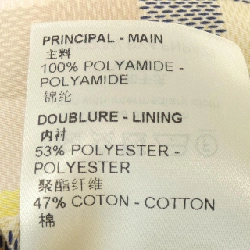 PRINCIPAL - MAIN
主料
100% POLYAMIDE -
POLYAMIDE
锦纶
DOUBLURE - LINING
内衬
53% POLYESTER -
POLYESTER
聚酯纤维
47% COTON - COTTON
棉